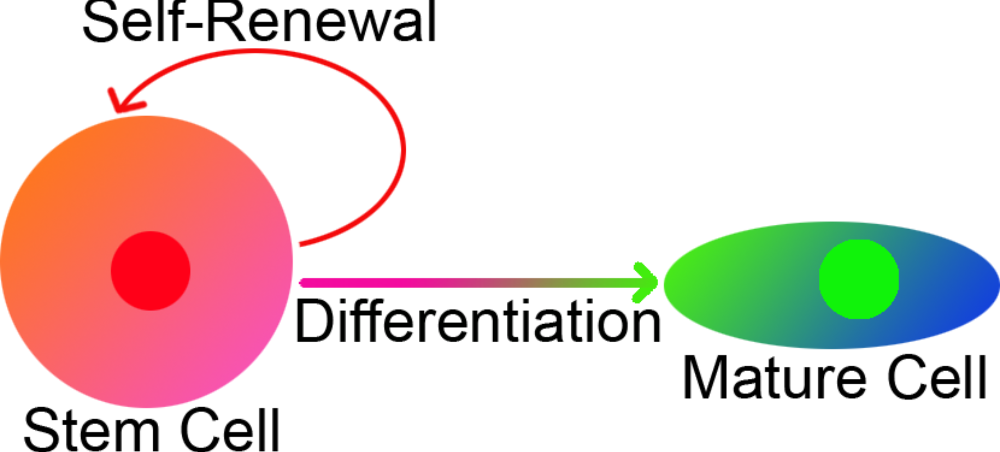 Self-Renewal
Differentiation
Mature Cell
Stem Cell